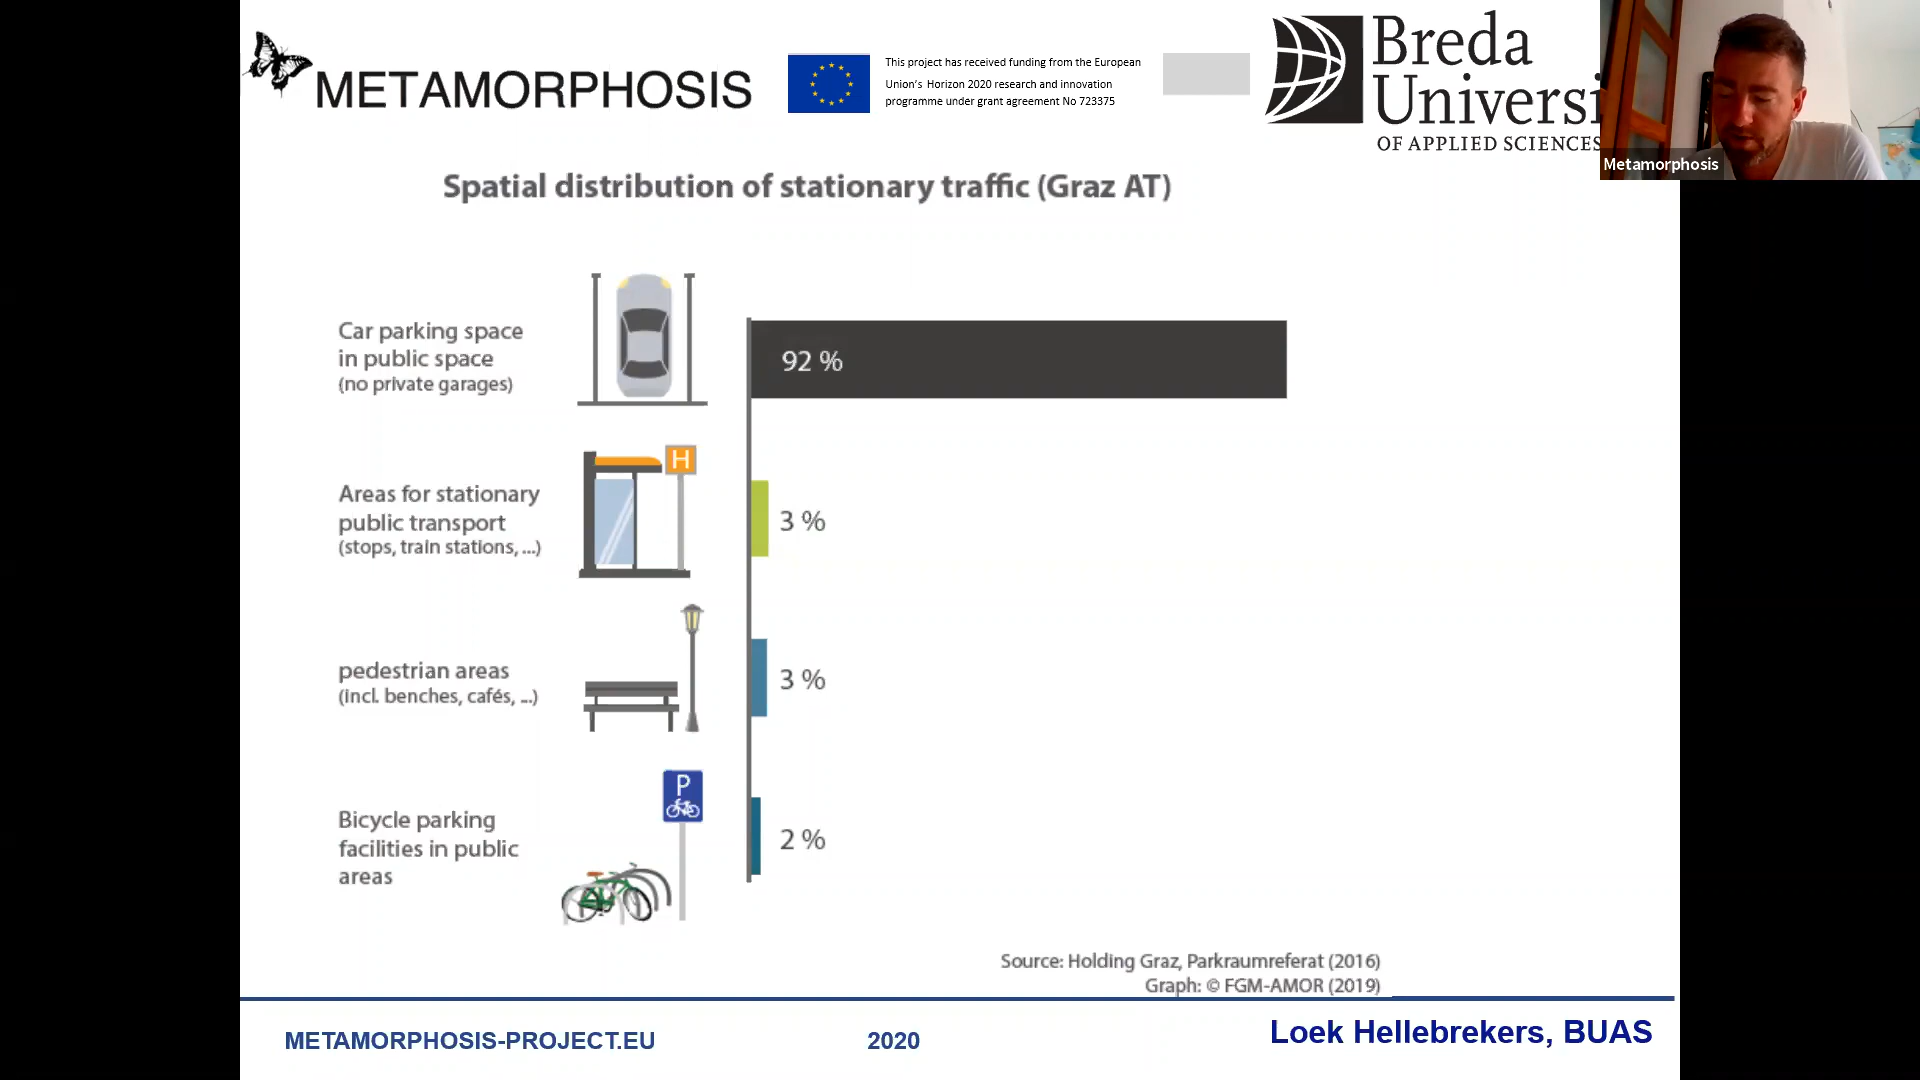 METAMORPHOSIS
This project has received funding from the European
Union's Horizon 2020 research and innovation
programme under grant agreement No 723375
Breda
Universi
OF APPLIED SCIENCES
Metamorphosis
Spatial distribution of stationary traffic (Graz AT)
Car parking space
in public space
(no private garages)
92 %
H
Areas for stationary
public transport
(stops, train stations, ...)
3 %
pedestrian areas
(incl. benches, cafés, ...)
3 %
P
Bicycle parking
facilities in public
areas
2 %
Source: Holding Graz, Parkraumreferat (2016)
Graph: © FGM-AMOR (2019)
METAMORPHOSIS-PROJECT.EU
2020
Loek Hellebrekers, BUAS